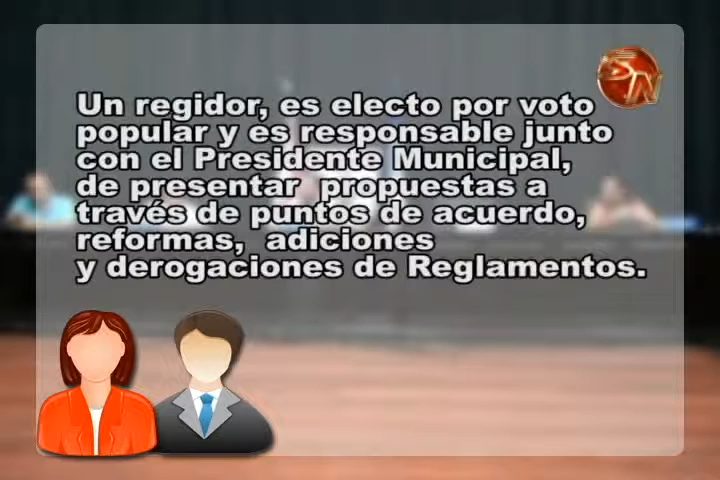 Un regidor, es electo por voto
popular y es responsable junto
con el Presidente Municipal,
de presentar propuestas a
través de puntos de acuerdo,
reformas, adiciones
y derogaciones de Reglamentos.
SN